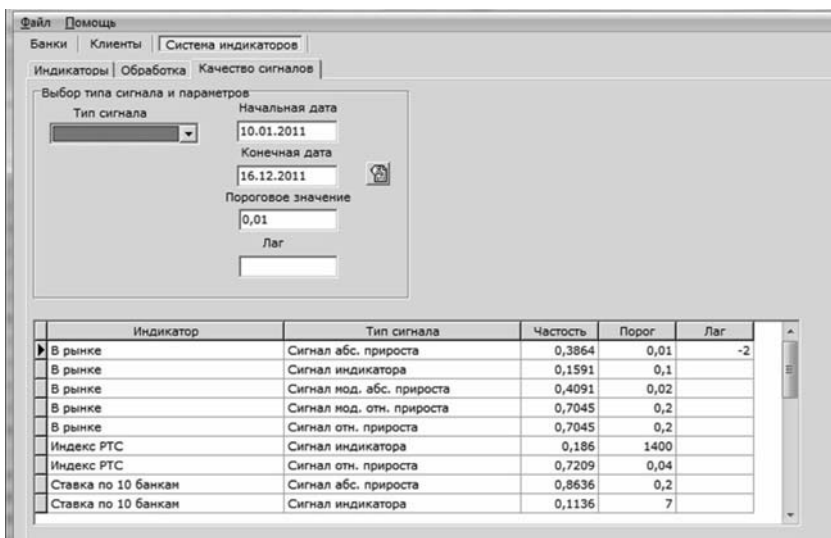 Файл Помощь
Банки Клиенты Система индикаторов
Индикаторы Обработка Качество сигналов
Выбор типа сигнала и параметров
Тип сигнала
Начальная дата
10.01.2011
Конечная дата
16.12.2011
Пороговое значение
0,01
Лаг
Индикатор Тип сигнала Частость Порог Лаг
В рынке Сигнал абс. прироста 0,3864 0,01 -2
В рынке Сигнал индикатора 0,1591 0,1
В рынке Сигнал мод. абс. прироста 0,4091 0,02
В рынке Сигнал мод. отн. прироста 0,7045 0,2
В рынке Сигнал отн. прироста 0,7045 0,2
Индекс РТС Сигнал индикатора 0,186 1400
Индекс РТС Сигнал отн. прироста 0,7209 0,04
Ставка по 10 банкам Сигнал абс. прироста 0,8636 0,2
Ставка по 10 банкам Сигнал индикатора 0,1136 7